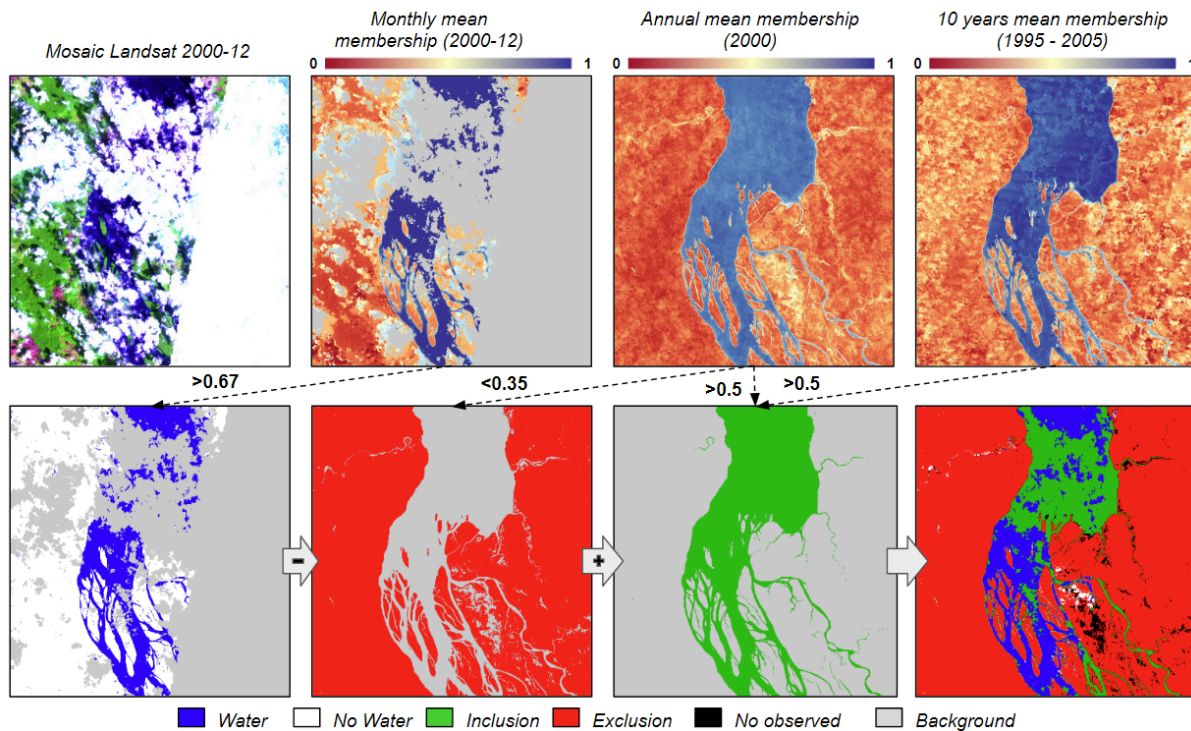 Mosaic Landsat 2000-12
Monthly mean
membership (2000-12)
Annual mean membership
(2000)
10 years mean membership
(1995 - 2005)
0 1
0 1
0 1
>0.67
<0.35
>0.5
>0.5
-
+
Water
No Water
Inclusion
Exclusion
No observed
Background